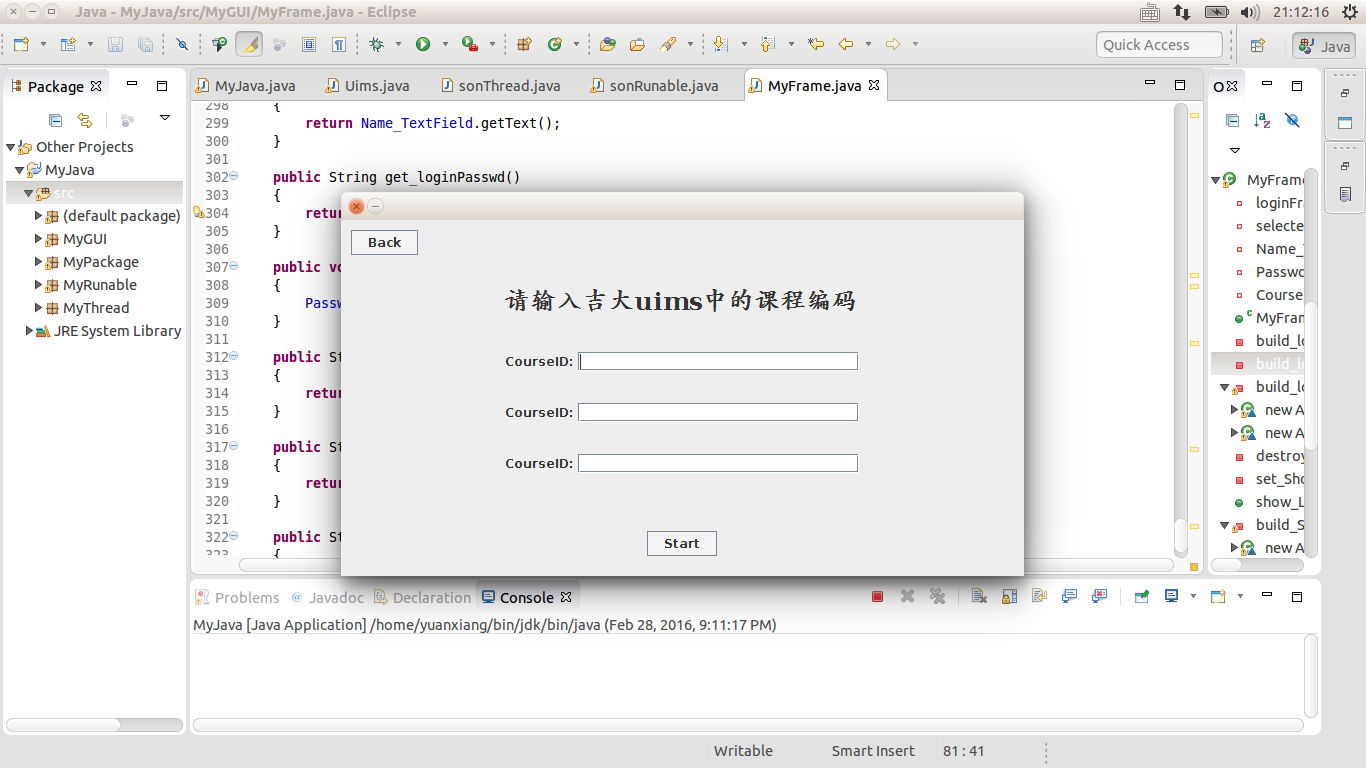 Java - MyJava/src/MyGUI/MyFrame.java - Eclipse
21:12:16
Quick Access
Java
Package
MyJava.java
Uims.java
sonThread.java
sonRunable.java
MyFrame.java
Other Projects
MyJava
src
(default package)
MyGUI
MyPackage
MyRunable
MyThread
JRE System Library
298 {
299 return Name_TextField.getText();
300 }
301
302 public String get_loginPasswd()
303 {
304 retur
305 }
306
307 public vo
308 {
309 Passw
310 }
311
312 public St
313 {
314 retur
315 }
316
317 public St
318 {
319 retur
320 }
321
322 public St
323 {
Back
请输入吉大uims中的课程编码
CourseID:
CourseID:
CourseID:
Start
O
MyFrame
loginFr
selecte
Name_
Passwo
Course
MyFran
build_lo
build_lo
build_lo
new A
new A
destroy
set_Sho
show_L
build_S
new A
Problems
@ Javadoc
Declaration
Console
MyJava [Java Application] /home/yuanxiang/bin/jdk/bin/java (Feb 28, 2016, 9:11:17 PM)
Writable
Smart Insert
81 : 41